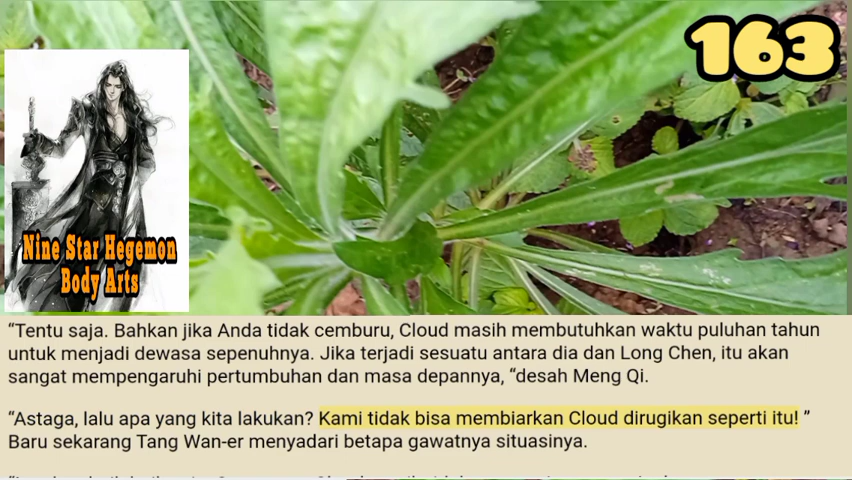 163
Nine Star Hegemon
Body Arts
“Tentu saja. Bahkan jika Anda tidak cemburu, Cloud masih membutuhkan waktu puluhan tahun
untuk menjadi dewasa sepenuhnya. Jika terjadi sesuatu antara dia dan Long Chen, itu akan
sangat mempengaruhi pertumbuhan dan masa depannya, “desah Meng Qi.
“Astaga, lalu apa yang kita lakukan? Kami tidak bisa membiarkan Cloud dirugikan seperti itu! ”
Baru sekarang Tang Wan-er menyadari betapa gawatnya situasinya.